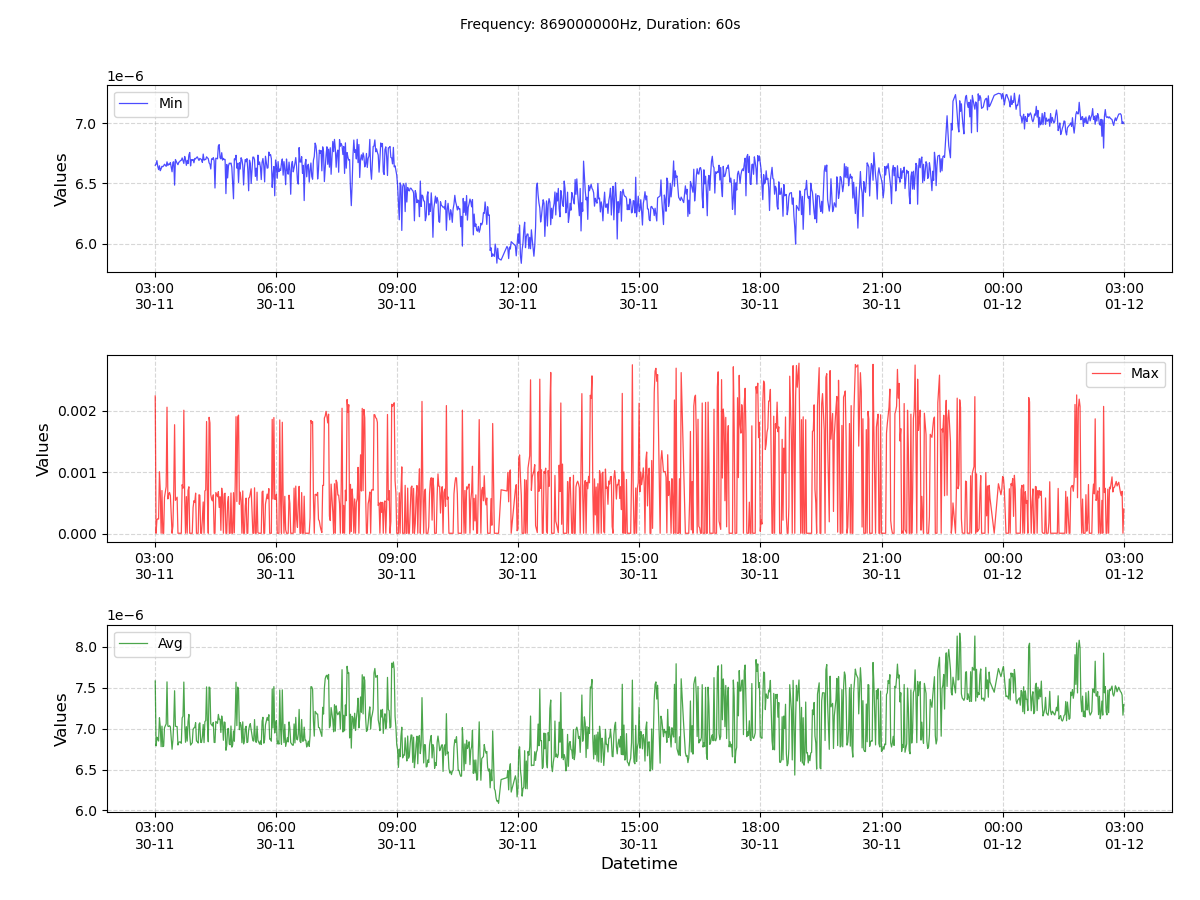 Frequency: 869000000Hz, Duration: 60s
1e−6
Min
Values
7.0
6.5
6.0
03:00 06:00 09:00 12:00 15:00 18:00 21:00 00:00 03:00
30-11 30-11 30-11 30-11 30-11 30-11 30-11 01-12 01-12
Max
Values
0.002
0.001
0.000
03:00 06:00 09:00 12:00 15:00 18:00 21:00 00:00 03:00
30-11 30-11 30-11 30-11 30-11 30-11 30-11 01-12 01-12
1e−6
Avg
Values
8.0
7.5
7.0
6.5
6.0
03:00 06:00 09:00 12:00 15:00 18:00 21:00 00:00 03:00
30-11 30-11 30-11 30-11 30-11 30-11 30-11 01-12 01-12
Datetime